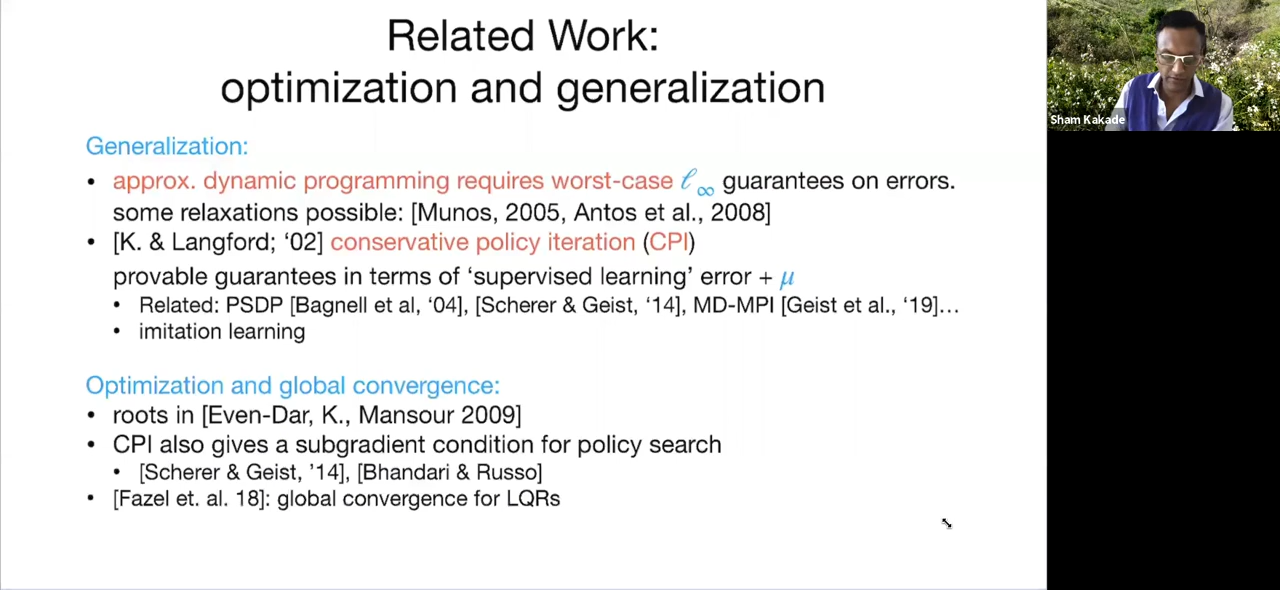 Related Work:
optimization and generalization
Sham Kakade
Generalization:
• approx. dynamic programming requires worst-case ℓ∞ guarantees on errors.
some relaxations possible: [Munos, 2005, Antos et al., 2008]
• [K. & Langford; ‘02] conservative policy iteration (CPI)
provable guarantees in terms of ‘supervised learning’ error + μ
• Related: PSDP [Bagnell et al, ‘04], [Scherer & Geist, ‘14], MD-MPI [Geist et al., ‘19]…
• imitation learning
Optimization and global convergence:
• roots in [Even-Dar, K., Mansour 2009]
• CPI also gives a subgradient condition for policy search
• [Scherer & Geist, ’14], [Bhandari & Russo]
• [Fazel et. al. 18]: global convergence for LQRs